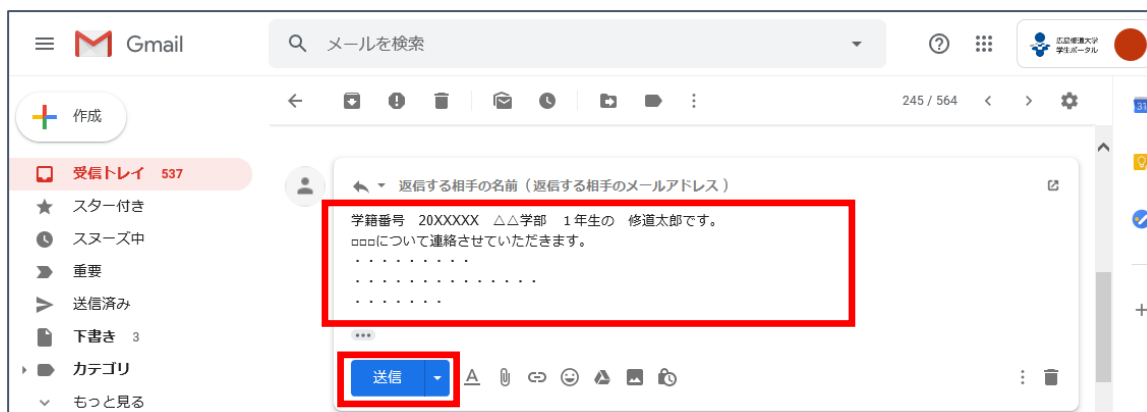 Gmail
メールを検索
広島修道大学
学生ポータル
作成
245 / 564
31
受信トレイ 537
返信する相手の名前（返信する相手のメールアドレス ）
スター付き
学籍番号　20XXXXX　△△学部　１年生の　修道太郎です。
スヌーズ中
□□□について連絡させていただきます。
・・・・・・・・・
重要
・・・・・・・・・・・・・・
送信済み
・・・・・・・
下書き 3
カテゴリ
送信
もっと見る